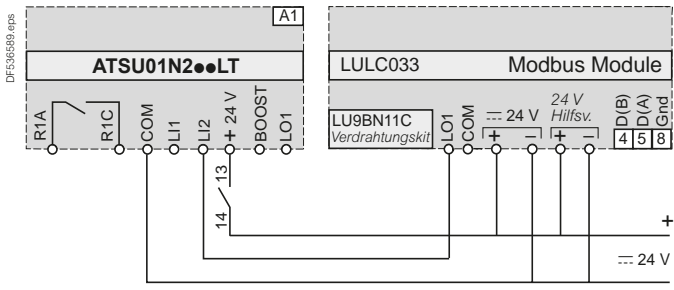 DF536589.eps
A1
ATSU01N2●●LT
R1A
R1C
COM
LI1
LI2
+ 24 V
BOOST
LO1
13
14
LULC033 Modbus Module
LU9BN11C
Verdrahtungskit
LO1
COM
⎓ 24 V
+ –
24 V
Hilfsv.
+ –
D(B)
D(A)
Gnd
4 5 8
+
⎓ 24 V